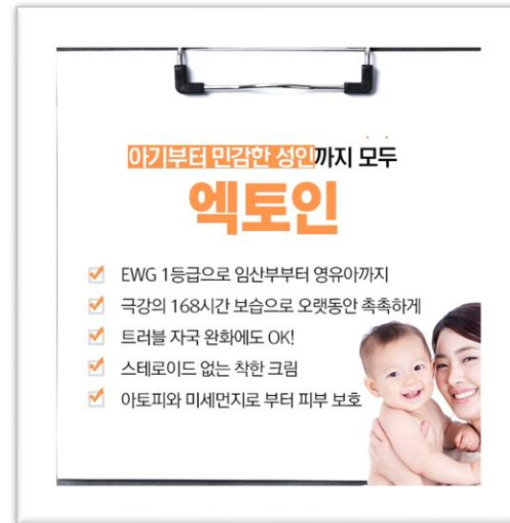 아기부터 민감한 성인까지 모두
엑토인
EWG 1등급으로 임산부부터 영유아까지
극강의 168시간 보습으로 오랫동안 촉촉하게
트러블 자국 완화에도 OK!
스테로이드 없는 착한 크림
아토피와 미세먼지로 부터 피부 보호